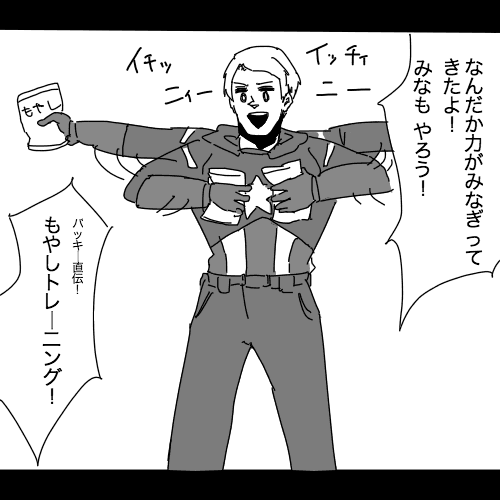 なんだか力がみなぎって
きたよ！
みなも やろう！
イッチィ
ニー
イチッ
ニィー
もやし
バッキー直伝！
もやしトレーニング！